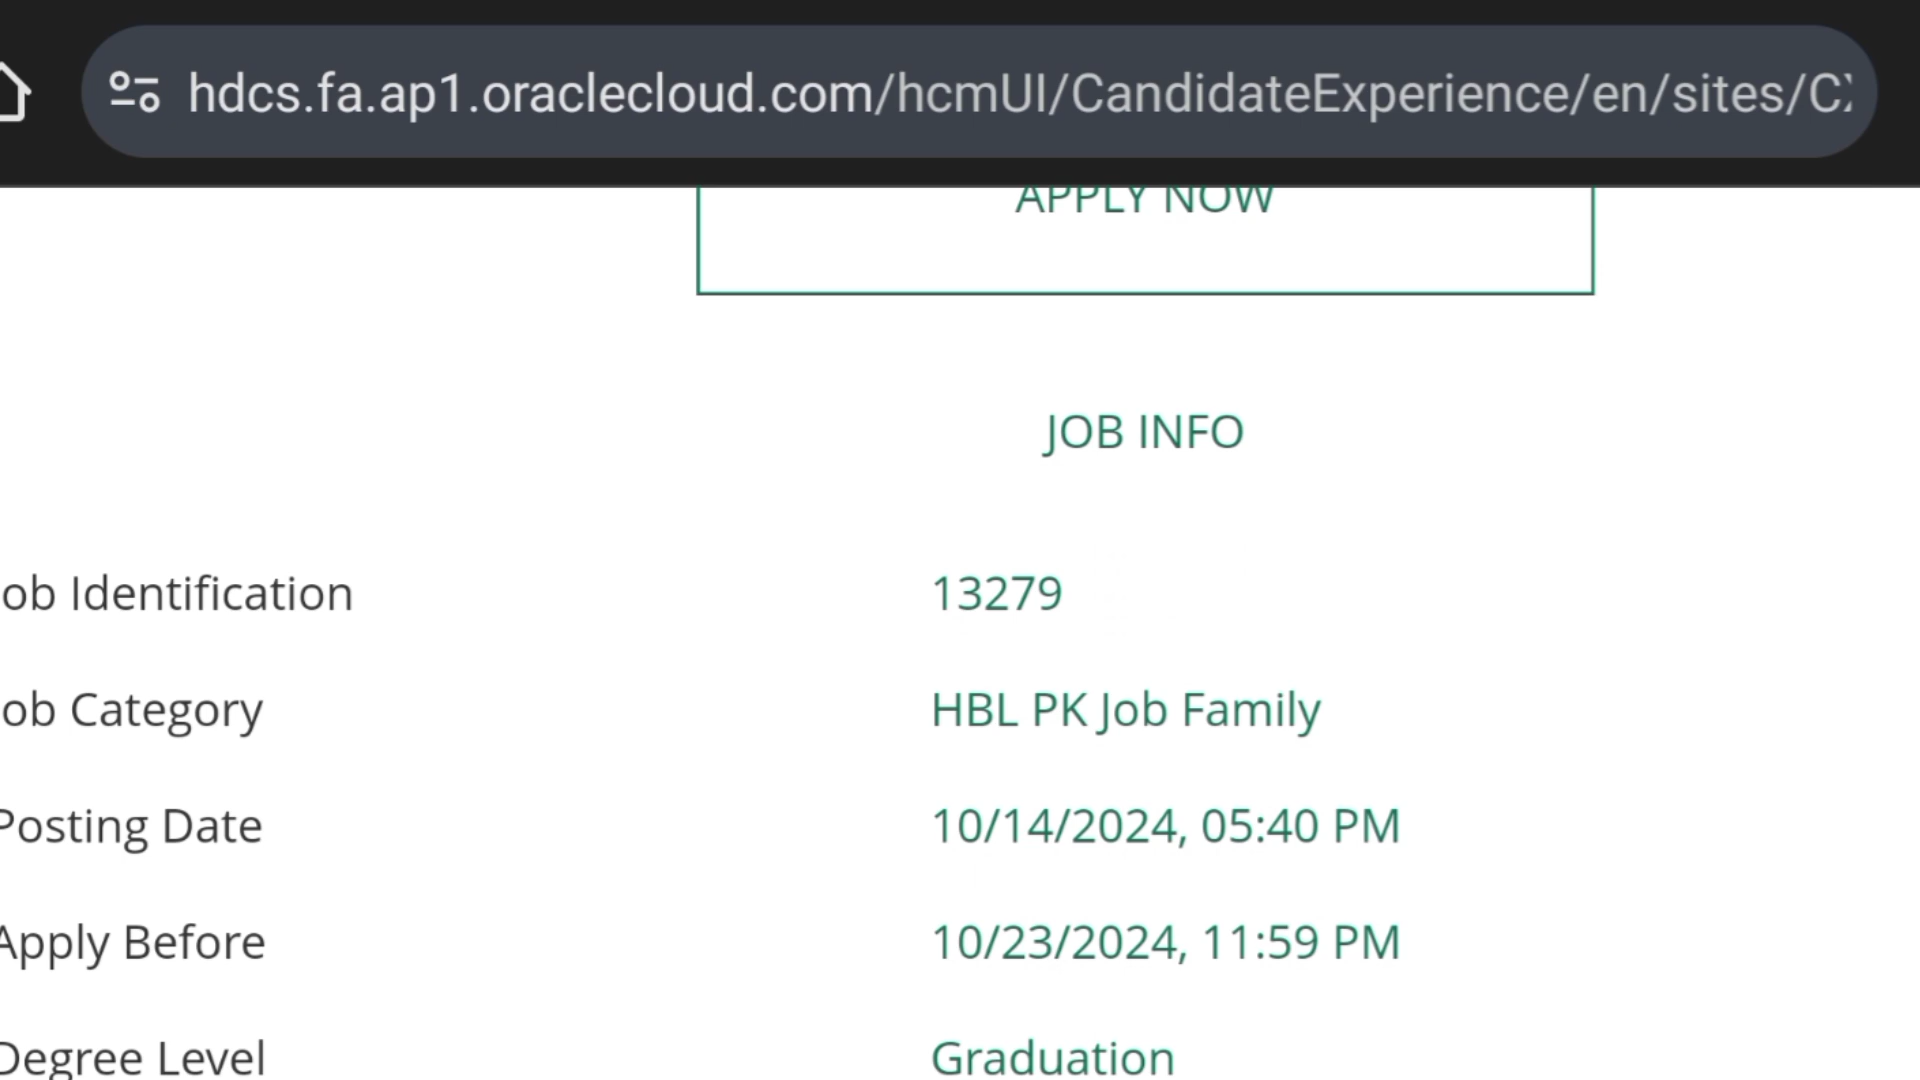 hdcs.fa.ap1.oraclecloud.com/hcmUI/CandidateExperience/en/sites/C
APPLY NOW
JOB INFO
ob Identification 13279
ob Category HBL PK Job Family
Posting Date 10/14/2024, 05:40 PM
Apply Before 10/23/2024, 11:59 PM
Degree Level Graduation